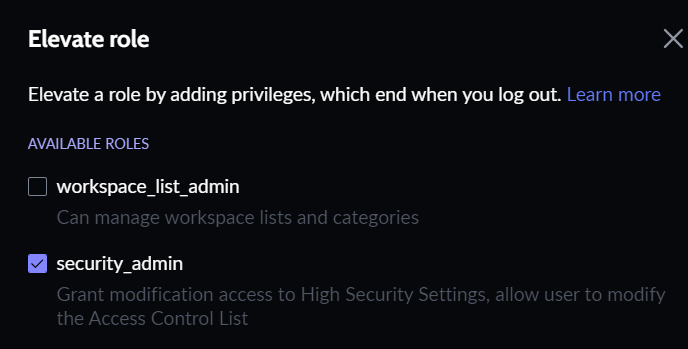 Elevate role
Elevate a role by adding privileges, which end when you log out. Learn more
AVAILABLE ROLES
workspace_list_admin
Can manage workspace lists and categories
security_admin
Grant modification access to High Security Settings, allow user to modify
the Access Control List